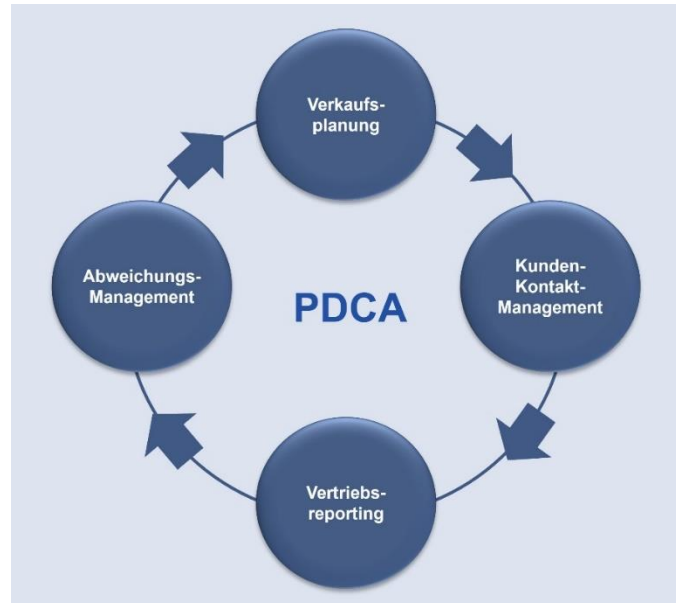 Verkaufs-
planung
Abweichungs-
Management
PDCA
Kunden-
Kontakt-
Management
Vertriebs-
reporting